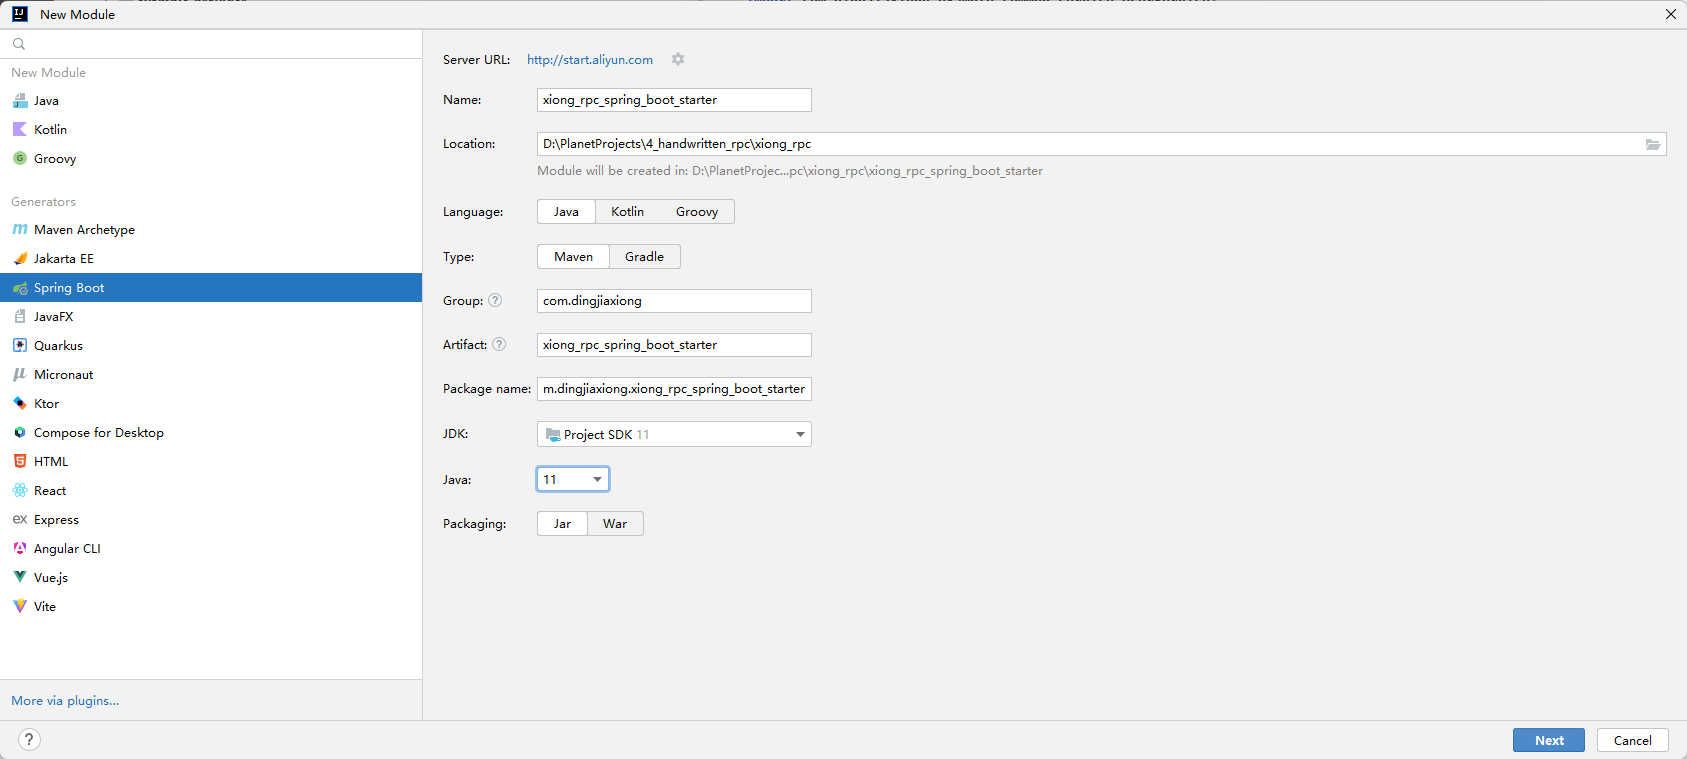 New Module
New Module
Java
Kotlin
Groovy
Generators
Maven Archetype
Jakarta EE
Spring Boot
JavaFX
Quarkus
Micronaut
Ktor
Compose for Desktop
HTML
React
Express
Angular CLI
Vue.js
Vite
More via plugins...
Server URL: http://start.aliyun.com
Name: xiong_rpc_spring_boot_starter
Location: D:\PlanetProjects\4_handwritten_rpc\xiong_rpc
Module will be created in: D:\PlanetProjec...pc\xiong_rpc\xiong_rpc_spring_boot_starter
Language: Java Kotlin Groovy
Type: Maven Gradle
Group: ? com.dingjiaxiong
Artifact: ? xiong_rpc_spring_boot_starter
Package name: m.dingjiaxiong.xiong_rpc_spring_boot_starter
JDK: Project SDK 11
Java: 11
Packaging: Jar War
? Next Cancel